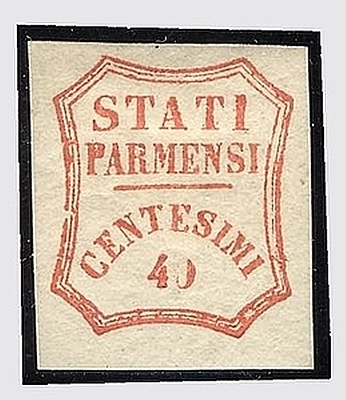 STATI
PARMENSI
CENTESIMI
40